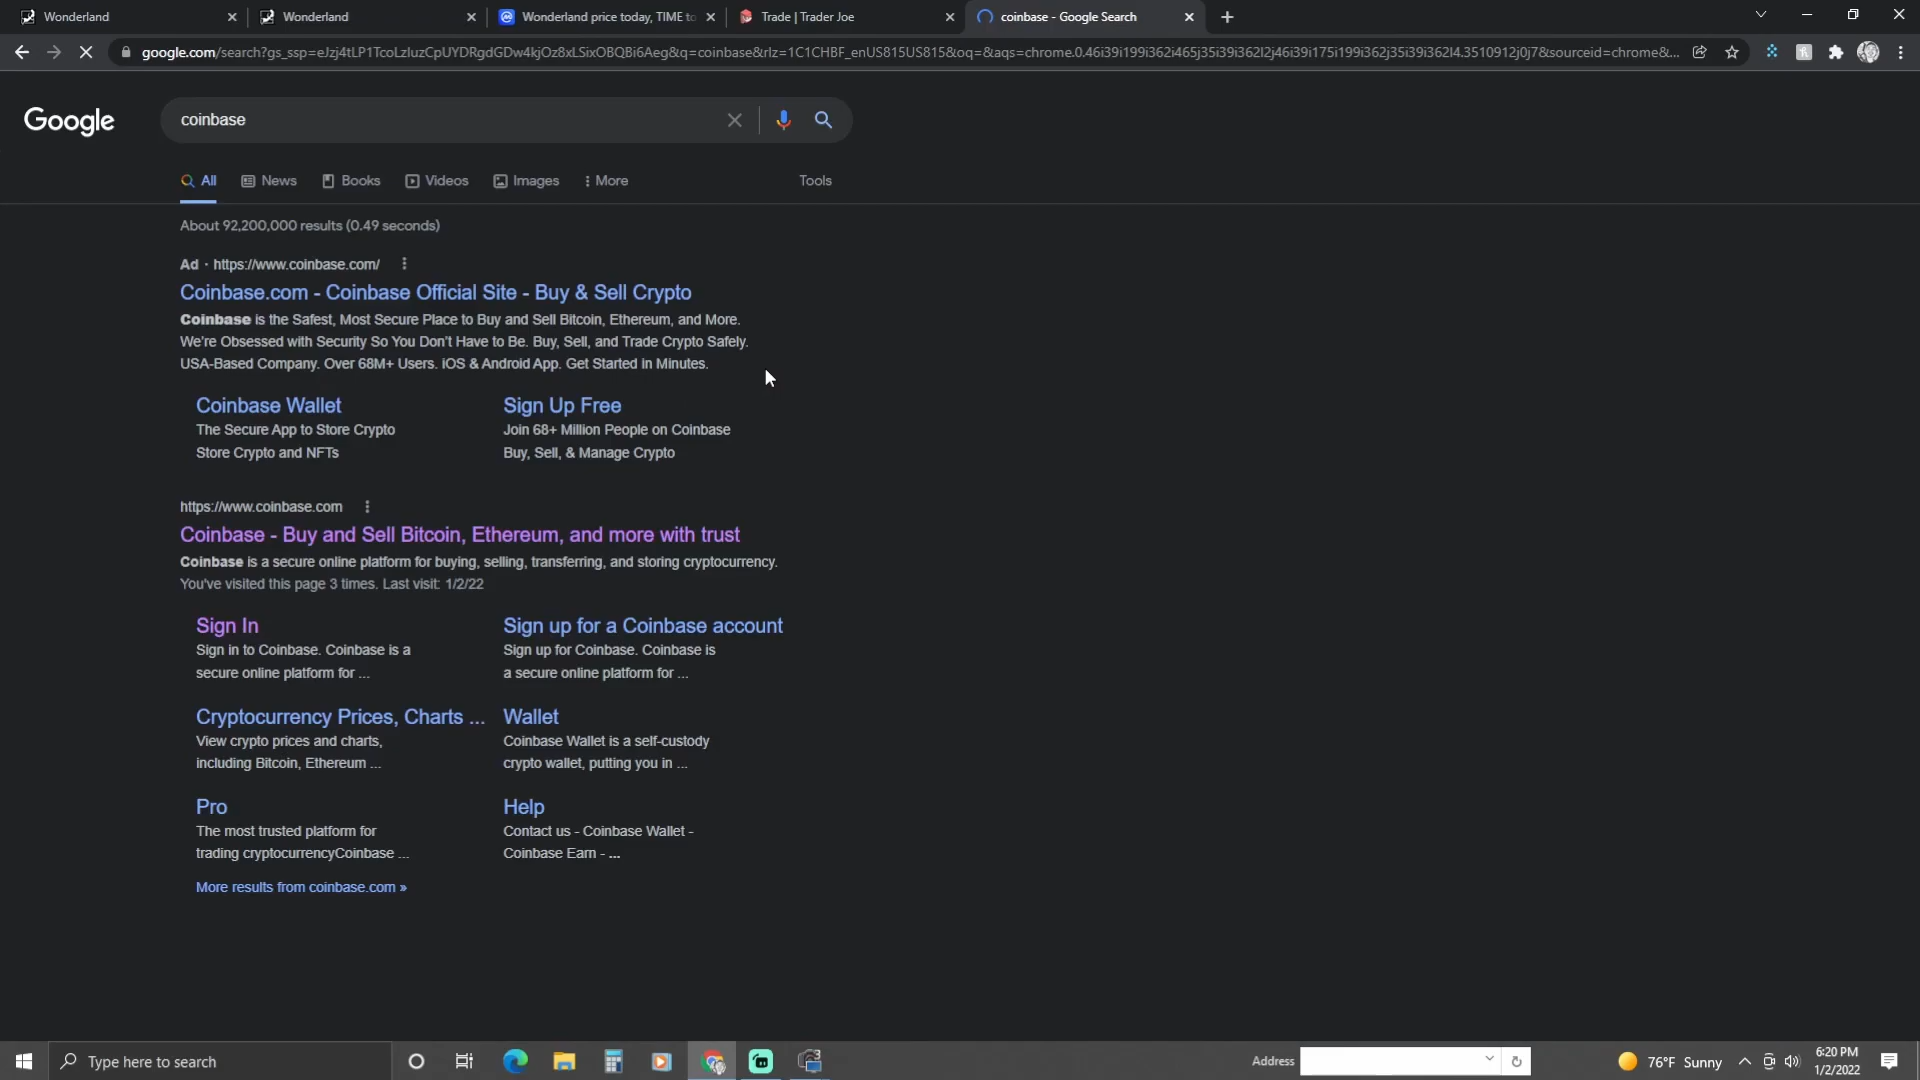 Wonderland
Wonderland
Wonderland price today, TIME to
Trade | Trader Joe
coinbase - Google Search
google.com/search?gs_ssp=eJzj4tLP1TcoLzluzCpUYDRgdGDw4kjOz8xLSixOBQBi6Aeg&q=coinbase&rlz=1C1CHBF_enUS815US815&oq=&aqs=chrome.0.46i39i199i362i465j35i39i362l2j46i39i175i199i362j35i39i362l4.3510912j0j7&sourceid=chrome&...
Google
coinbase
All
News
Books
Videos
Images
More
Tools
About 92,200,000 results (0.49 seconds)
Ad · https://www.coinbase.com/
Coinbase.com - Coinbase Official Site - Buy & Sell Crypto
Coinbase is the Safest, Most Secure Place to Buy and Sell Bitcoin, Ethereum, and More.
We're Obsessed with Security So You Don't Have to Be. Buy, Sell, and Trade Crypto Safely.
USA-Based Company. Over 68M+ Users. iOS & Android App. Get Started In Minutes.
Coinbase Wallet
The Secure App to Store Crypto
Store Crypto and NFTs
Sign Up Free
Join 68+ Million People on Coinbase
Buy, Sell, & Manage Crypto
https://www.coinbase.com
Coinbase - Buy and Sell Bitcoin, Ethereum, and more with trust
Coinbase is a secure online platform for buying, selling, transferring, and storing cryptocurrency.
You've visited this page 3 times. Last visit: 1/2/22
Sign In
Sign in to Coinbase. Coinbase is a
secure online platform for ...
Sign up for a Coinbase account
Sign up for Coinbase. Coinbase is
a secure online platform for ...
Cryptocurrency Prices, Charts ...
View crypto prices and charts,
including Bitcoin, Ethereum ...
Wallet
Coinbase Wallet is a self-custody
crypto wallet, putting you in ...
Pro
The most trusted platform for
trading cryptocurrencyCoinbase ...
Help
Contact us - Coinbase Wallet -
Coinbase Earn - ...
More results from coinbase.com »
Type here to search
Address
76°F Sunny
6:20 PM
1/2/2022